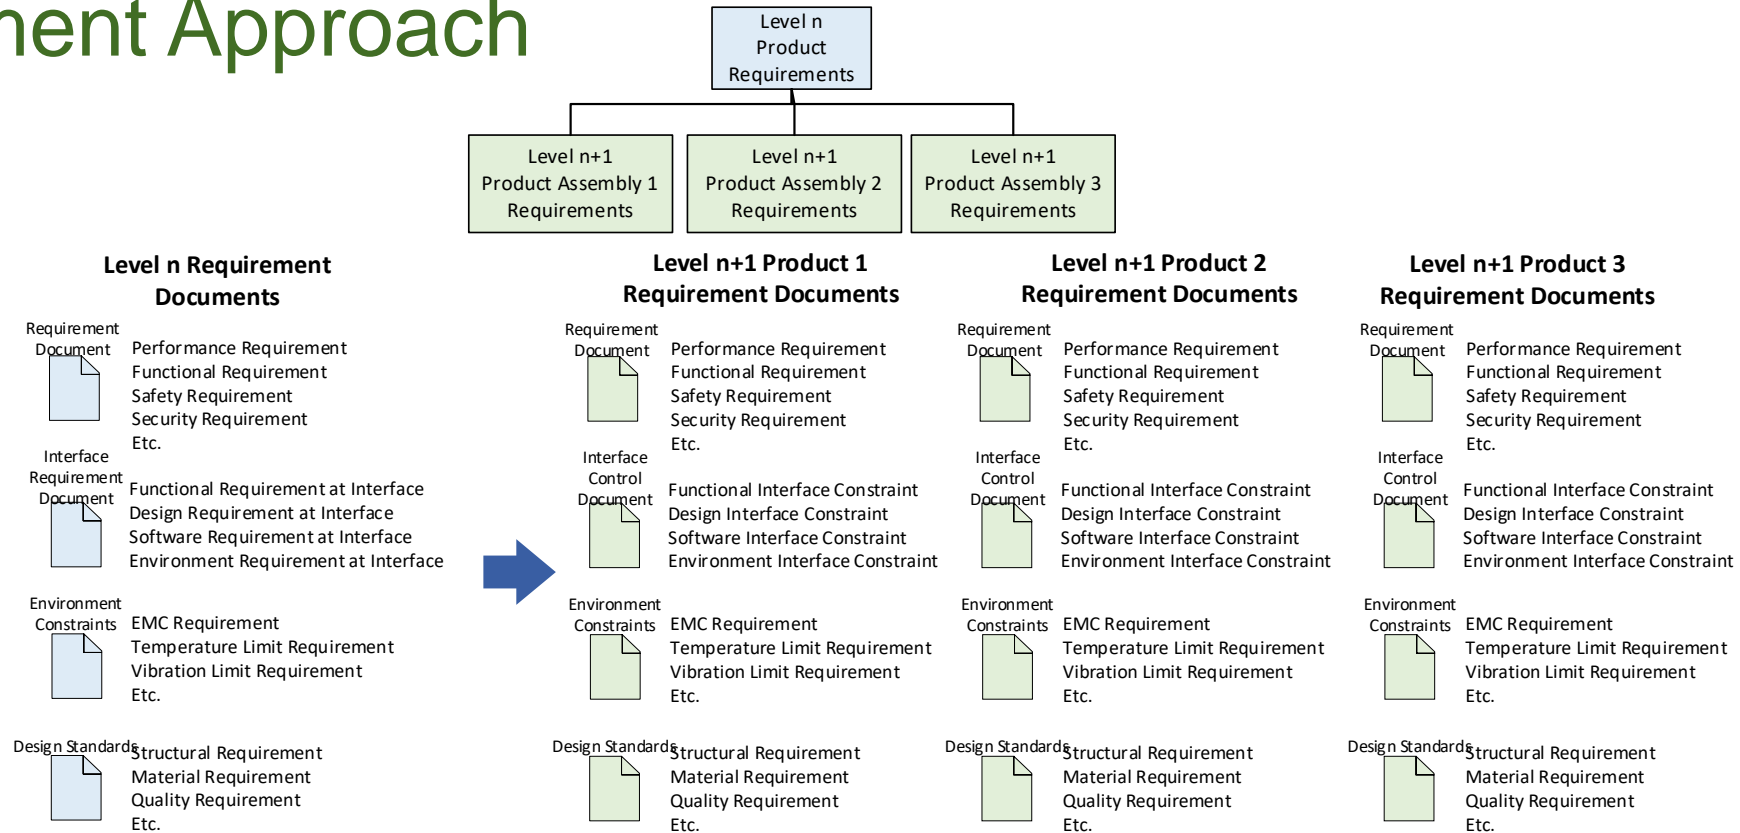 ment Approach
Level n
Product
Requirements
Level n+1
Product Assembly 1
Requirements
Level n+1
Product Assembly 2
Requirements
Level n+1
Product Assembly 3
Requirements
Level n Requirement
Documents
Requirement
Document
Performance Requirement
Functional Requirement
Safety Requirement
Security Requirement
Etc.
Interface
Requirement
Document
Functional Requirement at Interface
Design Requirement at Interface
Software Requirement at Interface
Environment Requirement at Interface
Environment
Constraints
EMC Requirement
Temperature Limit Requirement
Vibration Limit Requirement
Etc.
Design Standards
Structural Requirement
Material Requirement
Quality Requirement
Etc.
Level n+1 Product 1
Requirement Documents
Requirement
Document
Performance Requirement
Functional Requirement
Safety Requirement
Security Requirement
Etc.
Interface
Control
Document
Functional Interface Constraint
Design Interface Constraint
Software Interface Constraint
Environment Interface Constraint
Environment
Constraints
EMC Requirement
Temperature Limit Requirement
Vibration Limit Requirement
Etc.
Design Standards
Structural Requirement
Material Requirement
Quality Requirement
Etc.
Level n+1 Product 2
Requirement Documents
Requirement
Document
Performance Requirement
Functional Requirement
Safety Requirement
Security Requirement
Etc.
Interface
Control
Document
Functional Interface Constraint
Design Interface Constraint
Software Interface Constraint
Environment Interface Constraint
Environment
Constraints
EMC Requirement
Temperature Limit Requirement
Vibration Limit Requirement
Etc.
Design Standards
Structural Requirement
Material Requirement
Quality Requirement
Etc.
Level n+1 Product 3
Requirement Documents
Requirement
Document
Performance Requirement
Functional Requirement
Safety Requirement
Security Requirement
Etc.
Interface
Control
Document
Functional Interface Constraint
Design Interface Constraint
Software Interface Constraint
Environment Interface Constraint
Environment
Constraints
EMC Requirement
Temperature Limit Requirement
Vibration Limit Requirement
Etc.
Design Standards
Structural Requirement
Material Requirement
Quality Requirement
Etc.